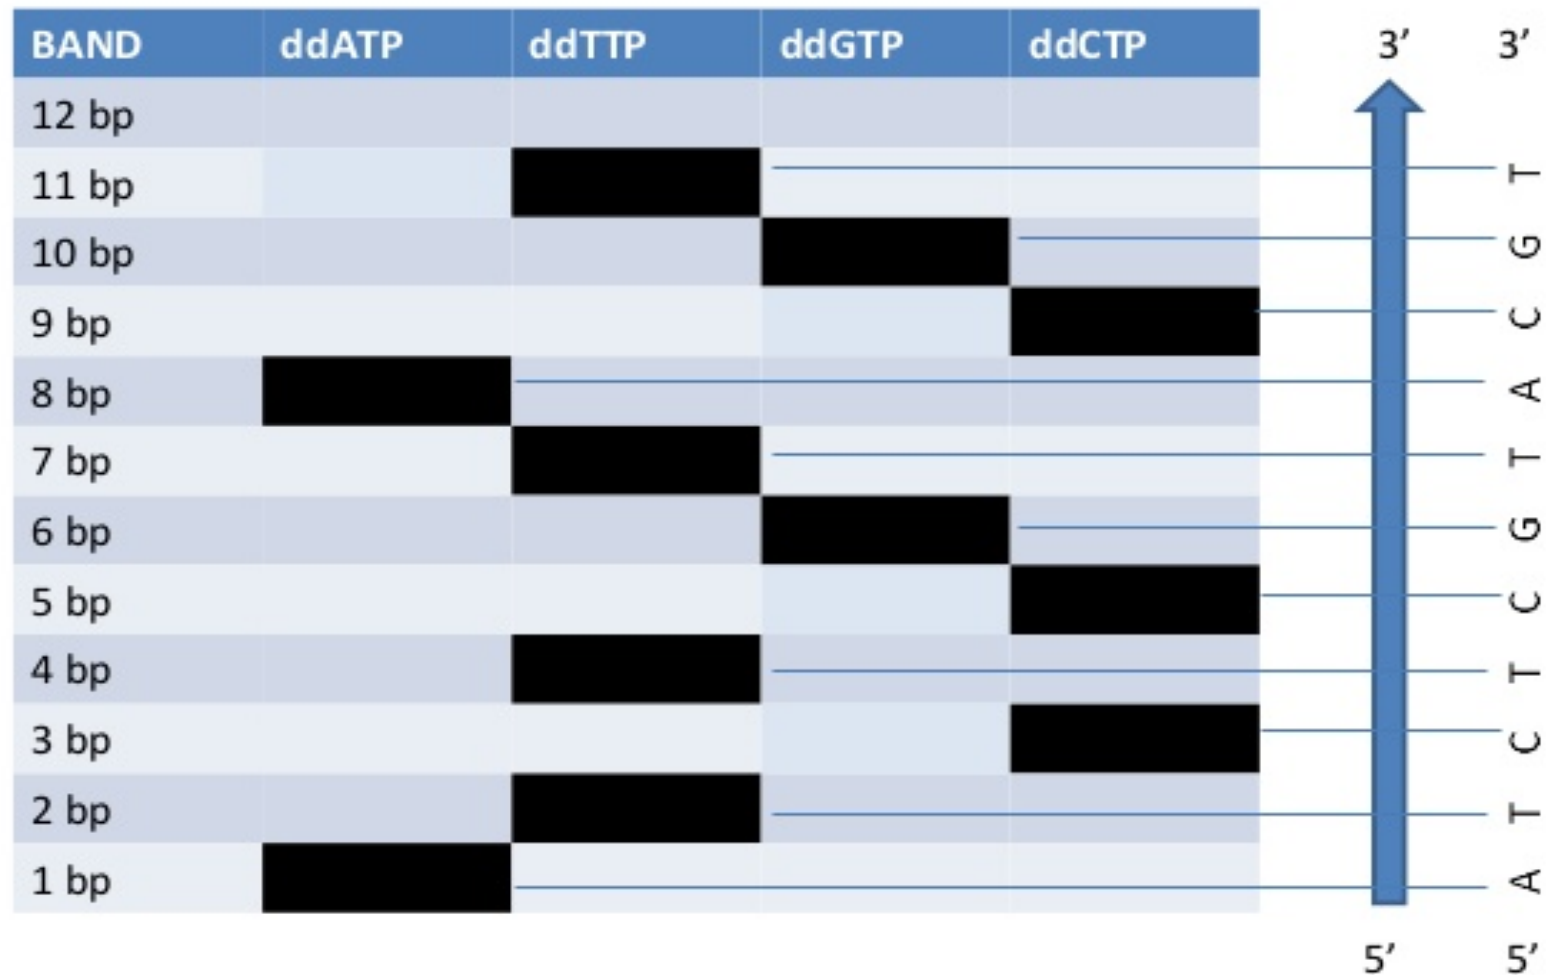 BAND ddATP ddTTP ddGTP ddCTP 3’ 3’
12 bp
11 bp T
10 bp G
9 bp C
8 bp A
7 bp T
6 bp G
5 bp C
4 bp T
3 bp C
2 bp T
1 bp A
5’ 5’